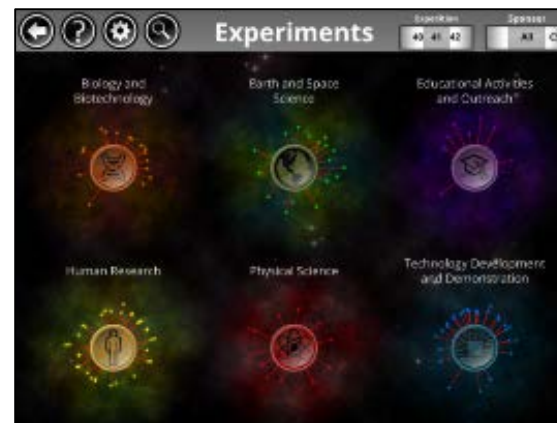 Experiments
Expedition
40 41 42
Sponsor
All
Biology and
Biotechnology
Earth and Space
Science
Educational Activities
and Outreach
Human Research
Physical Science
Technology Development
and Demonstration